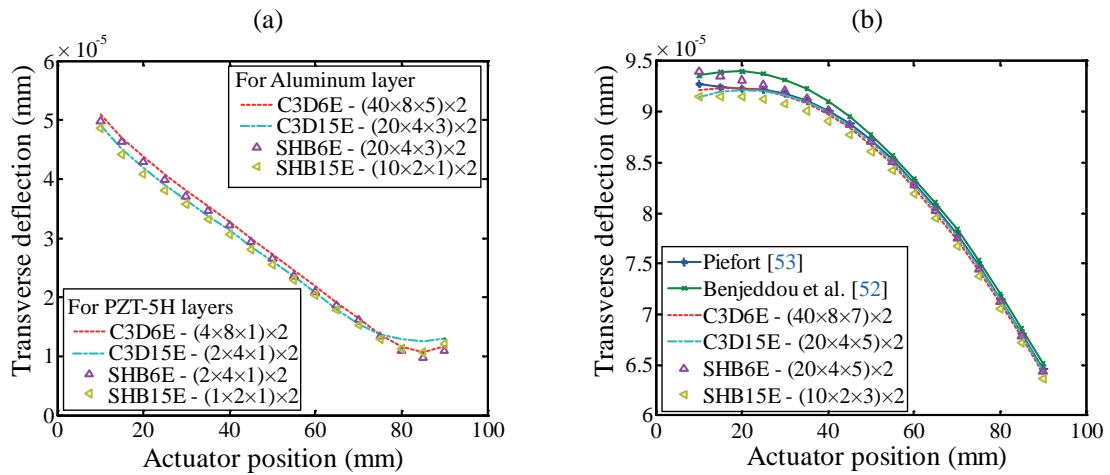 (a)
× 10⁻⁵
6
5
4
3
2
1
0
0 20 40 60 80 100
Transverse deflection (mm)
Actuator position (mm)
For Aluminum layer
C3D6E - (40×8×5)×2
C3D15E - (20×4×3)×2
SHB6E - (20×4×3)×2
SHB15E - (10×2×1)×2
For PZT-5H layers
C3D6E - (4×8×1)×2
C3D15E - (2×4×1)×2
SHB6E - (2×4×1)×2
SHB15E - (1×2×1)×2
(b)
× 10⁻⁵
9.5
9
8.5
8
7.5
7
6.5
6
0 20 40 60 80 100
Transverse deflection (mm)
Actuator position (mm)
Piefort [53]
Benjeddou et al. [52]
C3D6E - (40×8×7)×2
C3D15E - (20×4×5)×2
SHB6E - (20×4×5)×2
SHB15E - (10×2×3)×2